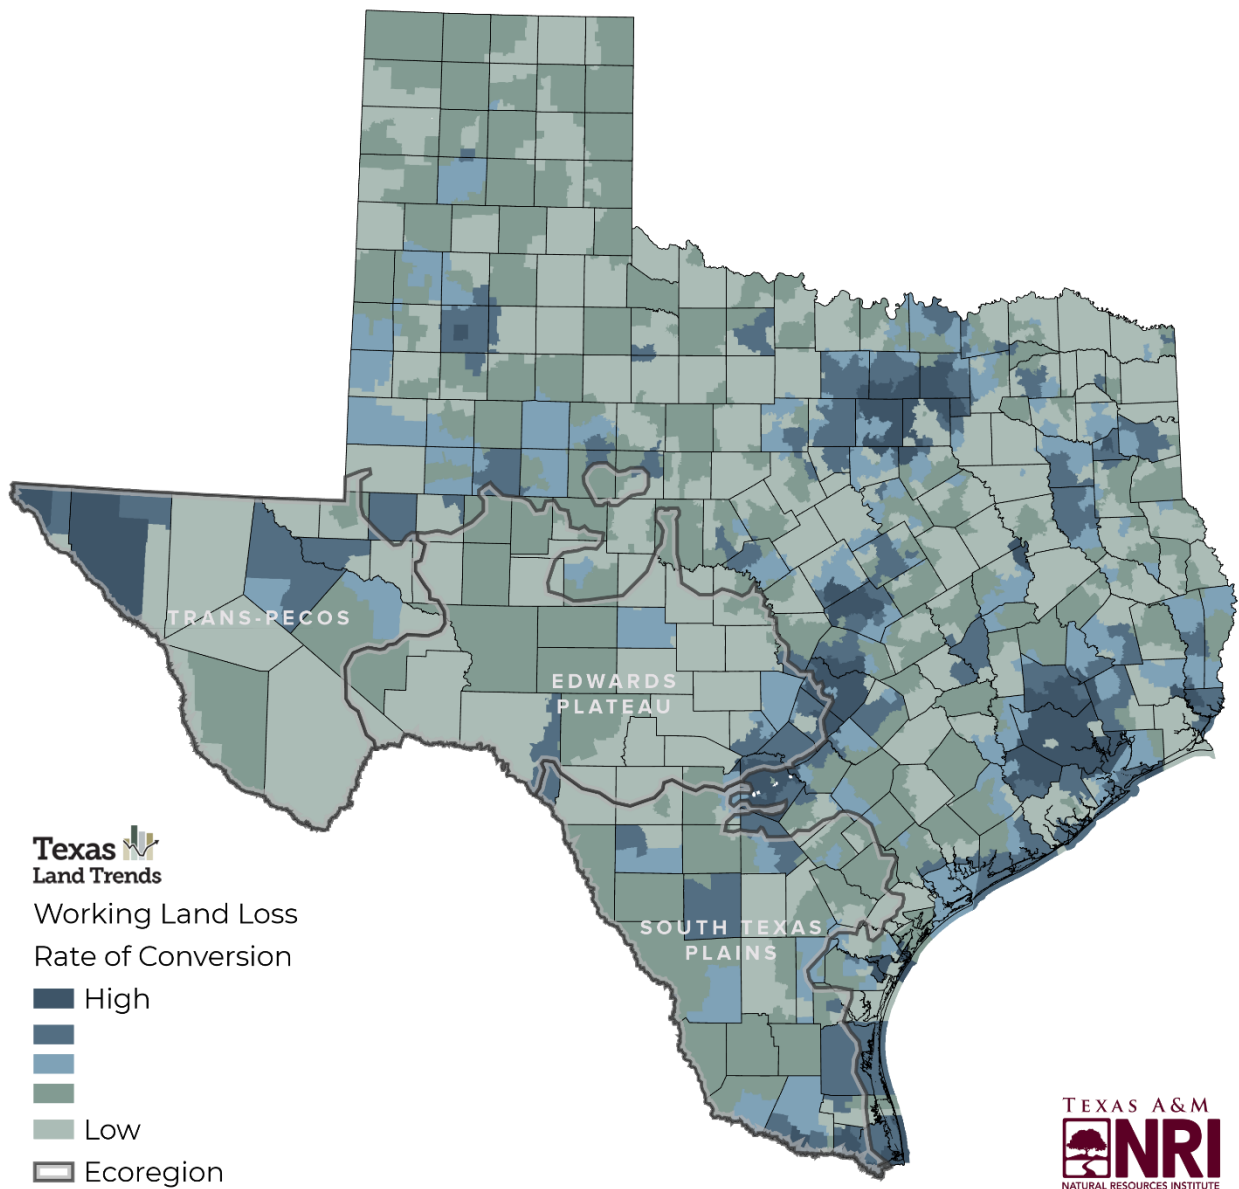 TRANS-PECOS
EDWARDS
PLATEAU
SOUTH TEXAS
PLAINS
Texas
Land Trends
Working Land Loss
Rate of Conversion
High
Low
Ecoregion
TEXAS A&M
NRI
NATURAL RESOURCES INSTITUTE